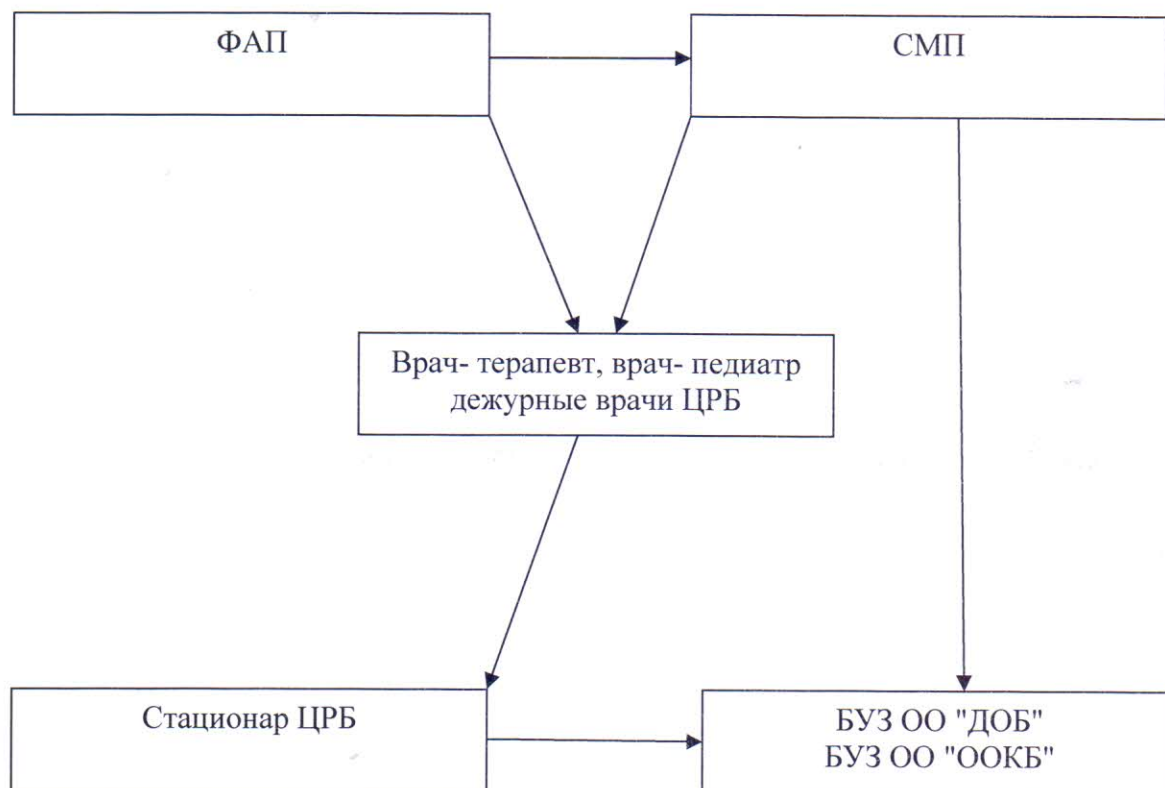 ФАП
СМП
Врач- терапевт, врач- педиатр
дежурные врачи ЦРБ
Стационар ЦРБ
БУЗ ОО "ДОБ"
БУЗ ОО "ООКБ"